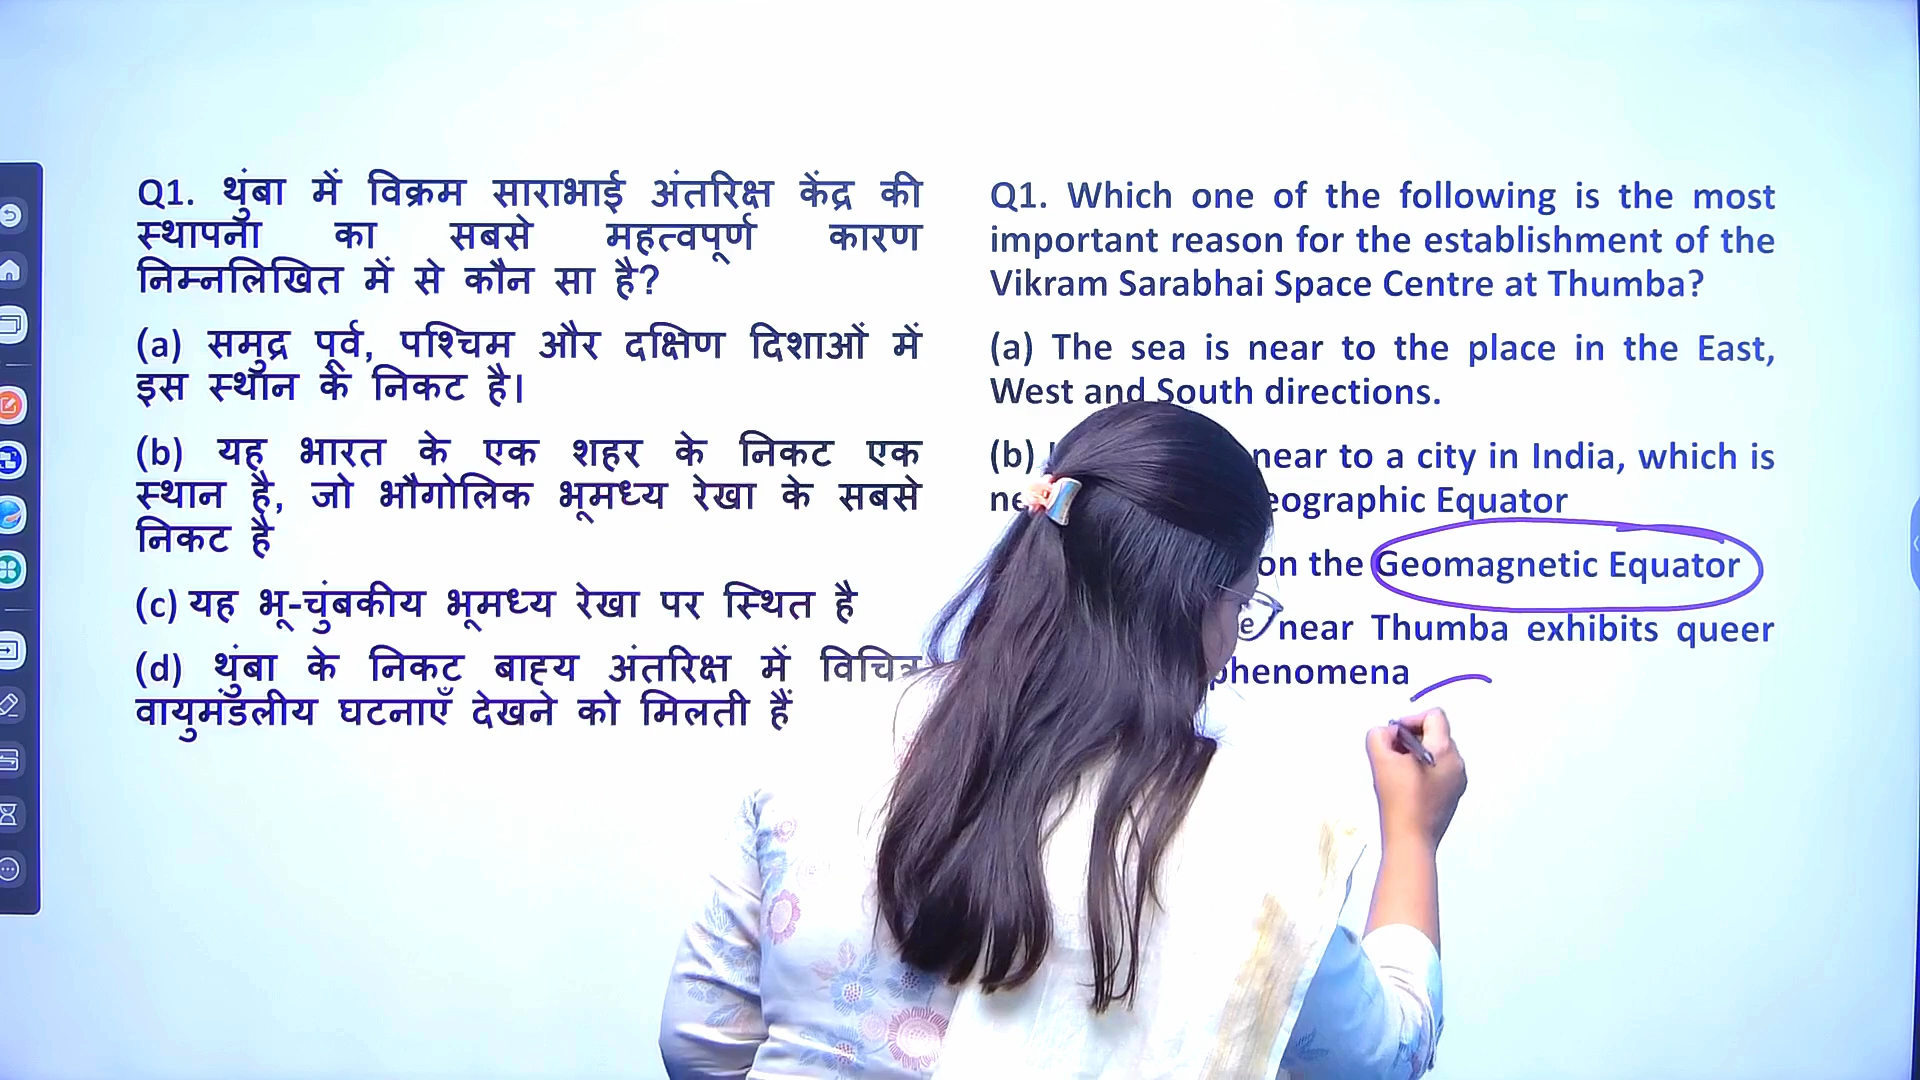 Q1. थुंबा में विक्रम साराभाई अंतरिक्ष केंद्र की
स्थापना का सबसे महत्वपूर्ण कारण
निम्नलिखित में से कौन सा है?
(a) समुद्र पूर्व, पश्चिम और दक्षिण दिशाओं में
इस स्थान के निकट है।
(b) यह भारत के एक शहर के निकट एक
स्थान है, जो भौगोलिक भूमध्य रेखा के सबसे
निकट है
(c) यह भू-चुंबकीय भूमध्य रेखा पर स्थित है
(d) थुंबा के निकट बाह्य अंतरिक्ष में विचित्र
वायुमंडलीय घटनाएँ देखने को मिलती हैं
Q1. Which one of the following is the most
important reason for the establishment of the
Vikram Sarabhai Space Centre at Thumba?
(a) The sea is near to the place in the East,
West and South directions.
(b) near to a city in India, which is
eographic Equator
on the Geomagnetic Equator
near Thumba exhibits queer
phenomena